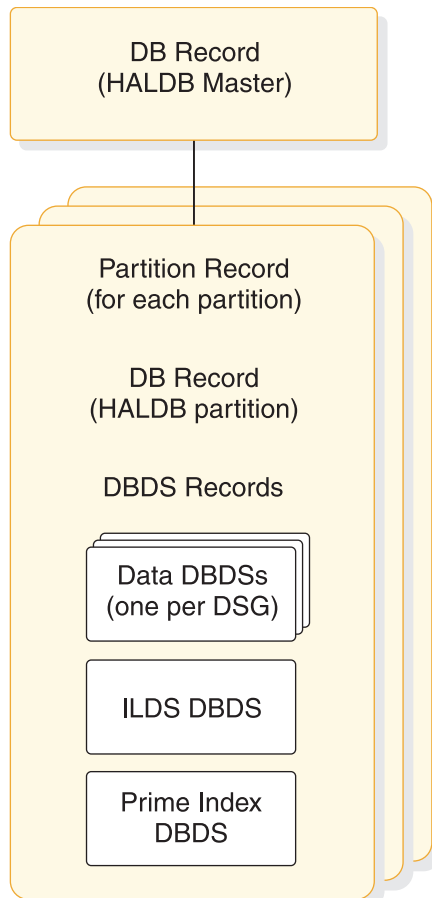 DB Record
(HALDB Master)
Partition Record
(for each partition)
DB Record
(HALDB partition)
DBDS Records
Data DBDSs
(one per DSG)
ILDS DBDS
Prime Index
DBDS